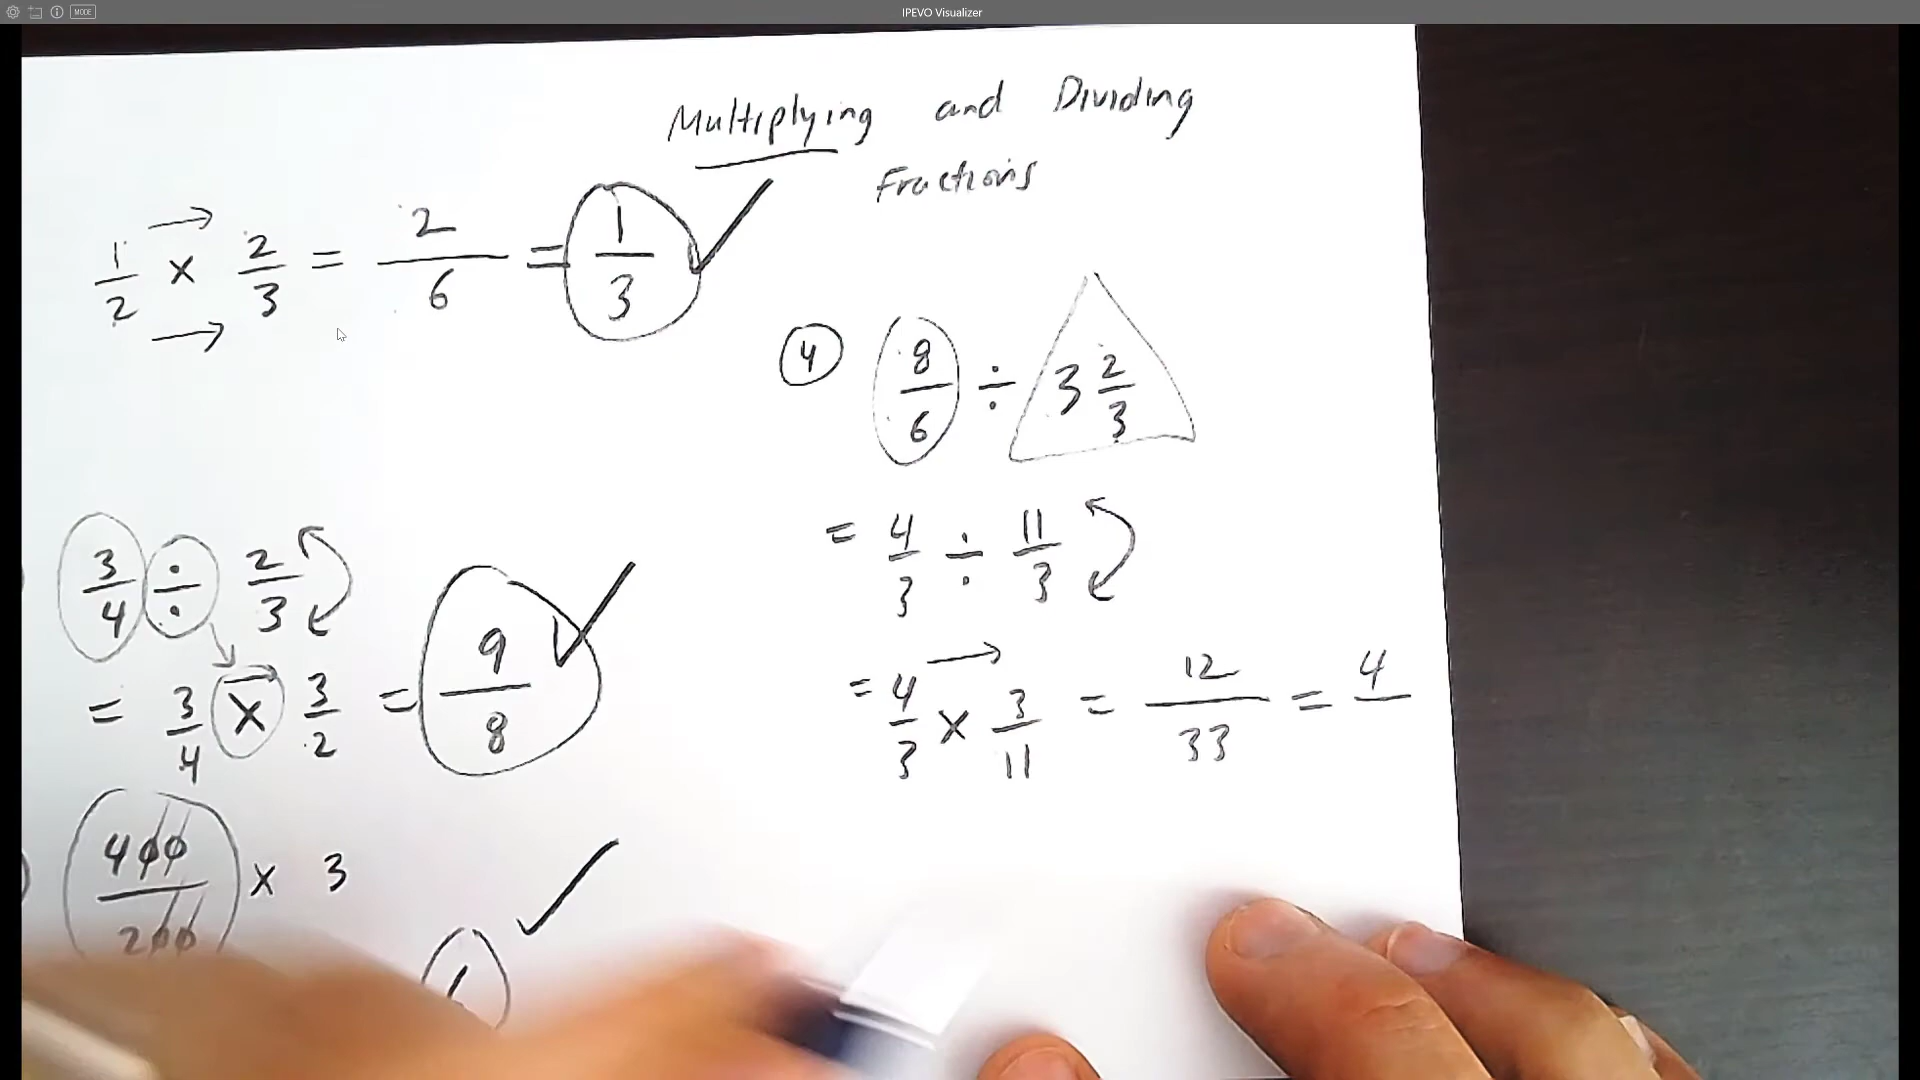 MODE
IPEVO Visualizer
Multiplying and Dividing
Fractions
1/2 × 2/3 = 2/6 = 1/3 ✓
4 8/6 ÷ 3 2/3
= 4/3 ÷ 11/3
= 4/3 × 3/11 = 12/33 = 4
3/4 ÷ 2/3
= 3/4 × 3/2 = 9/8 ✓
400/200 × 3